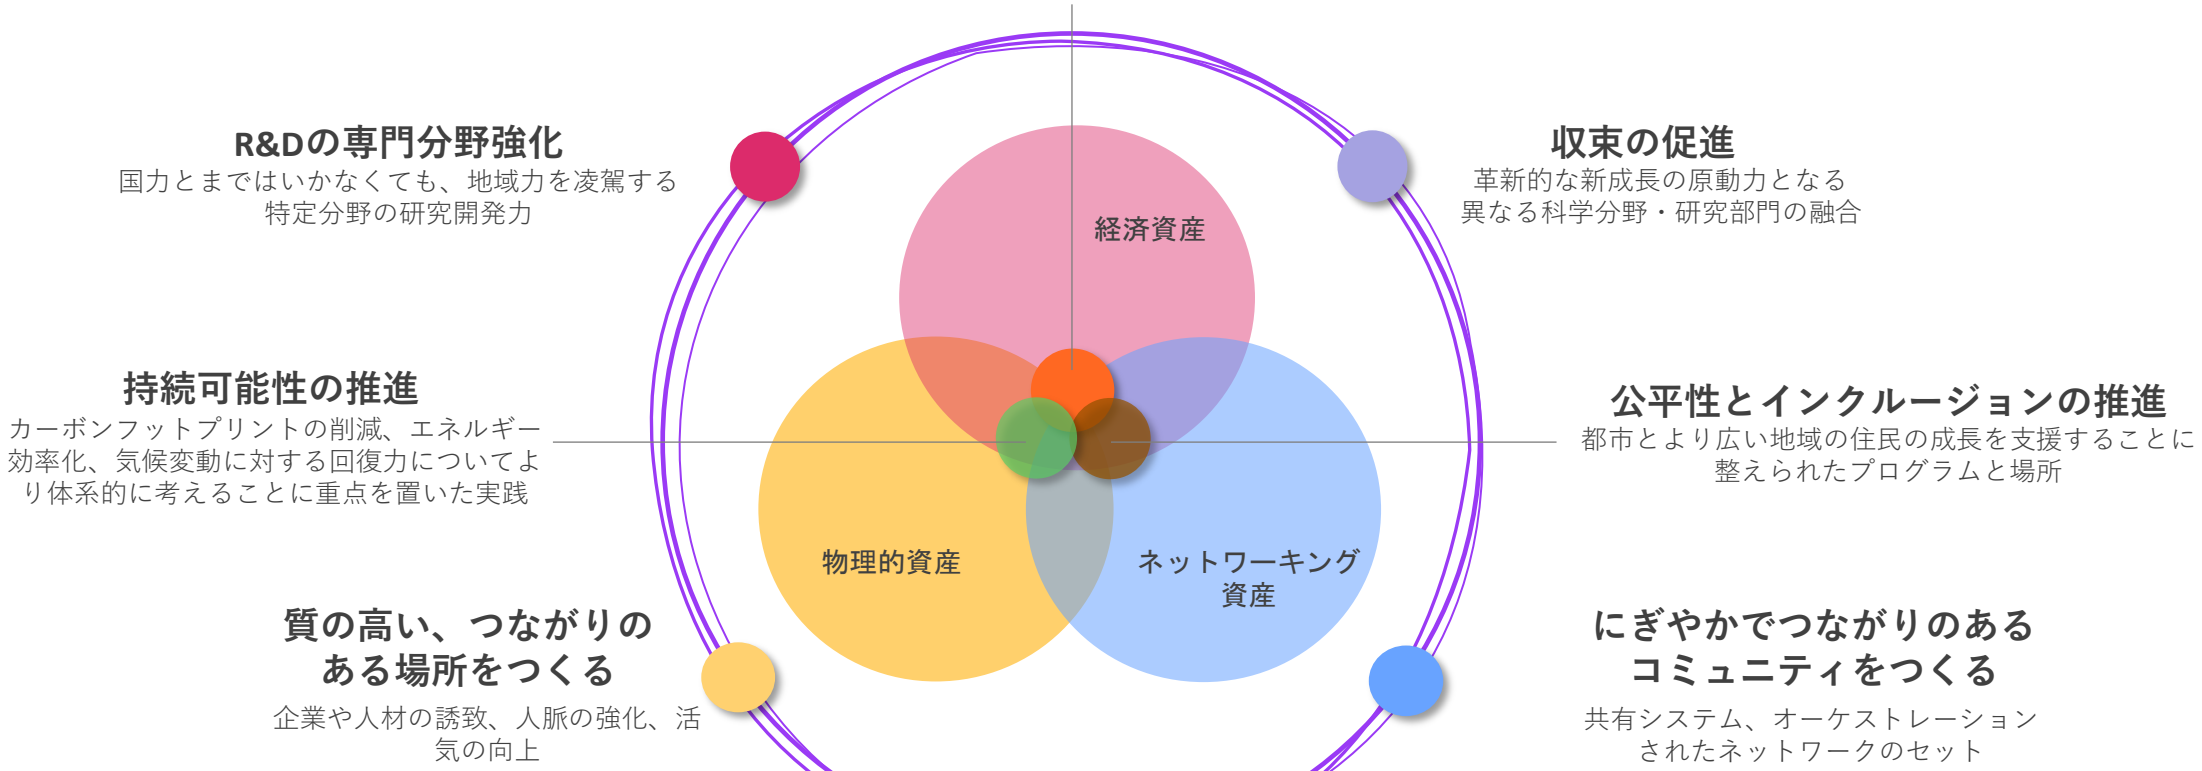 R&Dの専門分野強化
国力とまではいかなくても、地域力を凌駕する
特定分野の研究開発力
収束の促進
革新的な新成長の原動力となる
異なる科学分野・研究部門の融合
経済資産
持続可能性の推進
カーボンフットプリントの削減、エネルギー
効率化、気候変動に対する回復力についてよ
り体系的に考えることに重点を置いた実践
公平性とインクルージョンの推進
都市とより広い地域の住民の成長を支援することに
整えられたプログラムと場所
物理的資産
ネットワーキング
資産
質の高い、つながりの
ある場所をつくる
企業や人材の誘致、人脈の強化、活
気の向上
にぎやかでつながりのある
コミュニティをつくる
共有システム、オーケストレーション
されたネットワークのセット